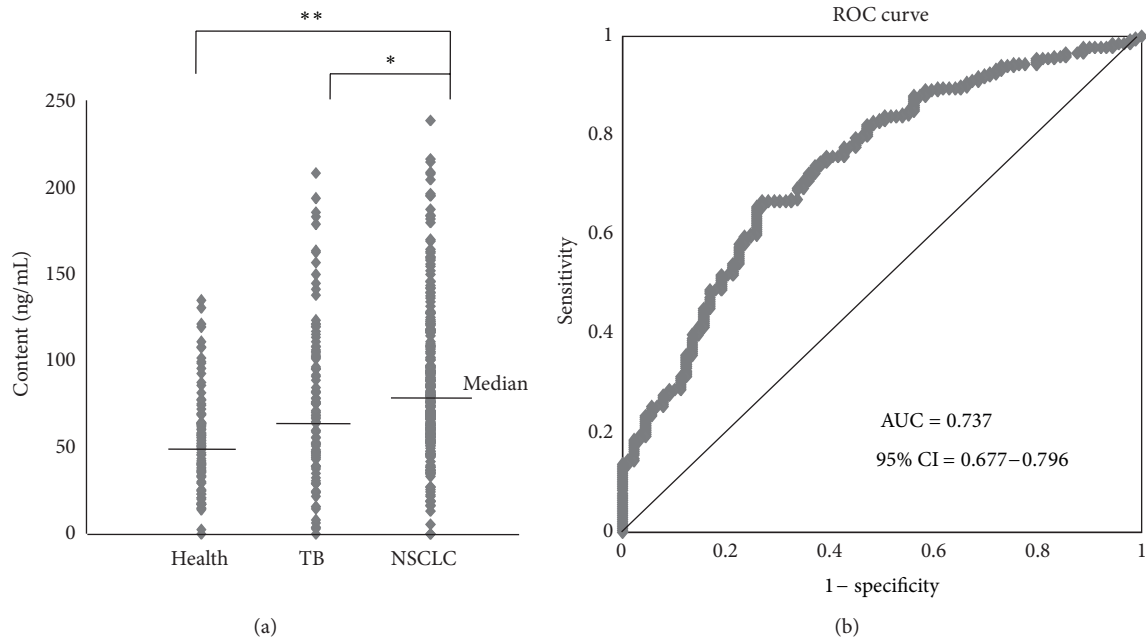 **
*
250
200
150
100
50
0
Content (ng/mL)
Median
Health TB NSCLC
(a)
ROC curve
1
0.8
0.6
0.4
0.2
0
Sensitivity
AUC = 0.737
95% CI = 0.677–0.796
0 0.2 0.4 0.6 0.8 1
1− specificity
(b)